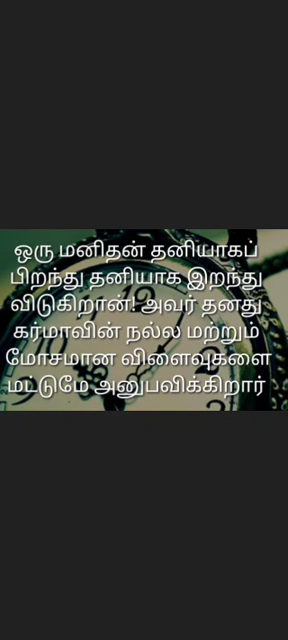 ஒரு மனிதன் தனியாகப்
பிறந்து தனியாக இறந்து
விடுகிறான்! அவர் தனது
கர்மாவின் நல்ல மற்றும்
மோசமான விளைவுகளை
மட்டுமே அனுபவிக்கிறார்